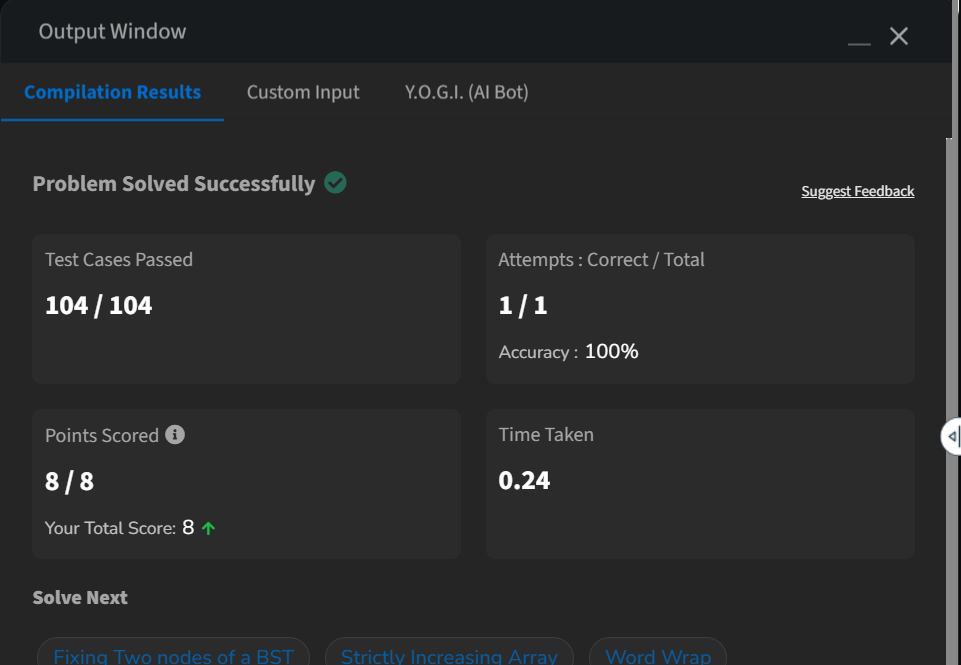 Output Window
Compilation Results Custom Input Y.O.G.I. (AI Bot)
Problem Solved Successfully
Suggest Feedback
Test Cases Passed
104 / 104
Attempts : Correct / Total
1 / 1
Accuracy : 100%
Points Scored
8 / 8
Your Total Score: 8
Time Taken
0.24
Solve Next
Fixing Two nodes of a BST Strictly Increasing Array Word Wrap